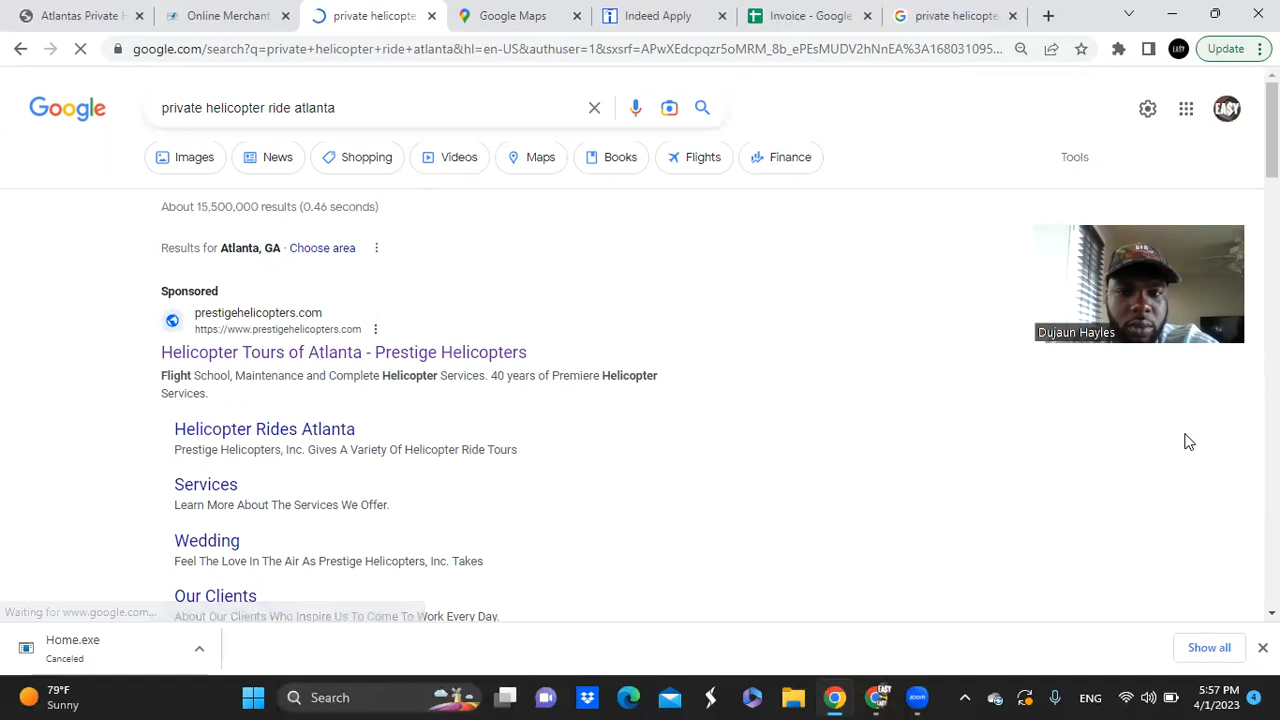 Atlantas Private H
Online Merchant
private helicopte
Google Maps
Indeed Apply
Invoice - Google
private helicopte
google.com/search?q=private+helicopter+ride+atlanta&hl=en-US&authuser=1&sxsrf=APwXEdcpqzr5oMRM_8b_ePEsMUDV2hNnEA%3A168031095...
EASY
Update
Google
private helicopter ride atlanta
EASY
Images
News
Shopping
Videos
Maps
Books
Flights
Finance
Tools
About 15,500,000 results (0.46 seconds)
Results for Atlanta, GA · Choose area
Sponsored
prestigehelicopters.com
https://www.prestigehelicopters.com
Helicopter Tours of Atlanta - Prestige Helicopters
Flight School, Maintenance and Complete Helicopter Services. 40 years of Premiere Helicopter
Services.
Dujaun Hayles
Helicopter Rides Atlanta
Prestige Helicopters, Inc. Gives A Variety Of Helicopter Ride Tours
Services
Learn More About The Services We Offer.
Wedding
Feel The Love In The Air As Prestige Helicopters, Inc. Takes
Our Clients
About Our Clients Who Inspire Us To Come To Work Every Day.
Waiting for www.google.com...
Home.exe
Canceled
Show all
79°F
Sunny
Search
EASY
zoom
ENG
5:57 PM
4/1/2023
4